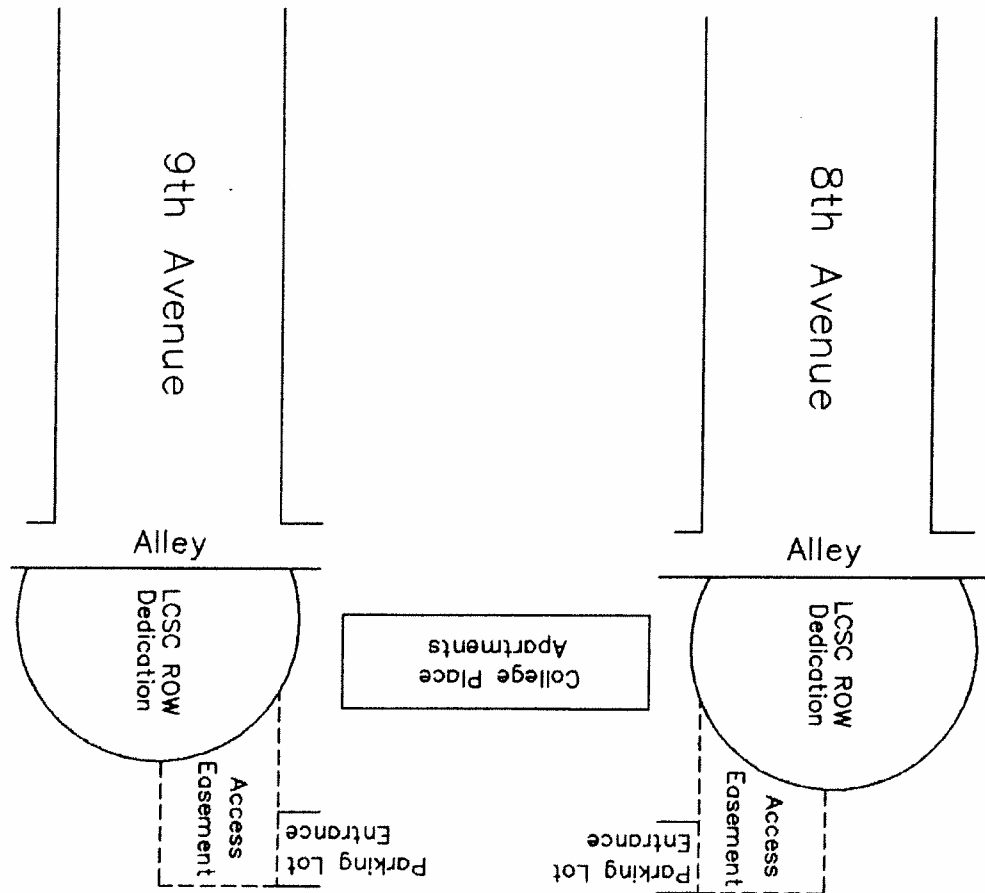 9th Avenue
8th Avenue
Alley
Alley
LCSC ROW
Dedication
College Place
Apartments
LCSC ROW
Dedication
Access
Easement
Parking Lot
Entrance
Access
Easement
Parking Lot
Entrance